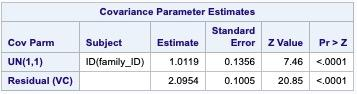 Covariance Parameter Estimates
Cov Parm Subject Estimate Standard Error Z Value Pr > Z
UN(1,1) ID(family_ID) 1.0119 0.1356 7.46 <.0001
Residual (VC) 2.0954 0.1005 20.85 <.0001